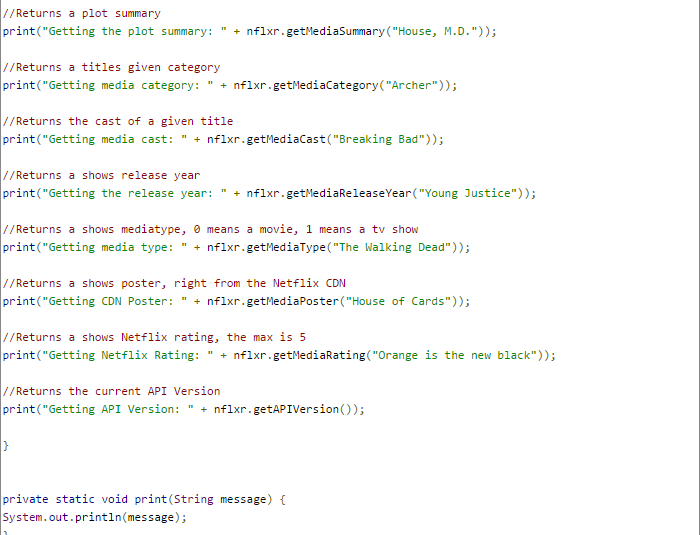 //Returns a plot summary
print("Getting the plot summary: " + nflxr.getMediaSummary("House, M.D."));
//Returns a titles given category
print("Getting media category: " + nflxr.getMediaCategory("Archer"));
//Returns the cast of a given title
print("Getting media cast: " + nflxr.getMediaCast("Breaking Bad"));
//Returns a shows release year
print("Getting the release year: " + nflxr.getMediaReleaseYear("Young Justice"));
//Returns a shows mediatype, 0 means a movie, 1 means a tv show
print("Getting media type: " + nflxr.getMediaType("The Walking Dead"));
//Returns a shows poster, right from the Netflix CDN
print("Getting CDN Poster: " + nflxr.getMediaPoster("House of Cards"));
//Returns a shows Netflix rating, the max is 5
print("Getting Netflix Rating: " + nflxr.getMediaRating("Orange is the new black"));
//Returns the current API Version
print("Getting API Version: " + nflxr.getAPIVersion());
}
private static void print(String message) {
System.out.println(message);
}